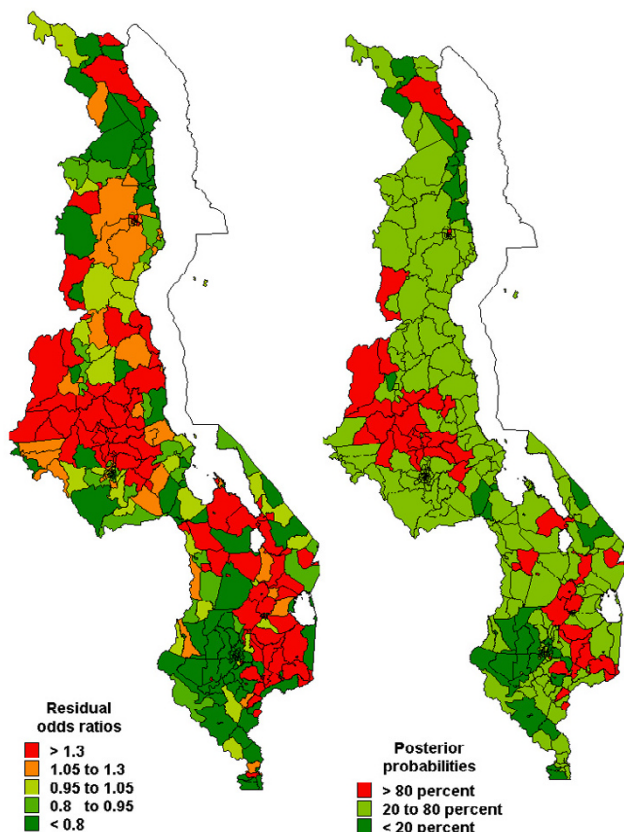 Residual
odds ratios
> 1.3
1.05 to 1.3
0.95 to 1.05
0.8 to 0.95
< 0.8
Posterior
probabilities
> 80 percent
20 to 80 percent
< 20 percent